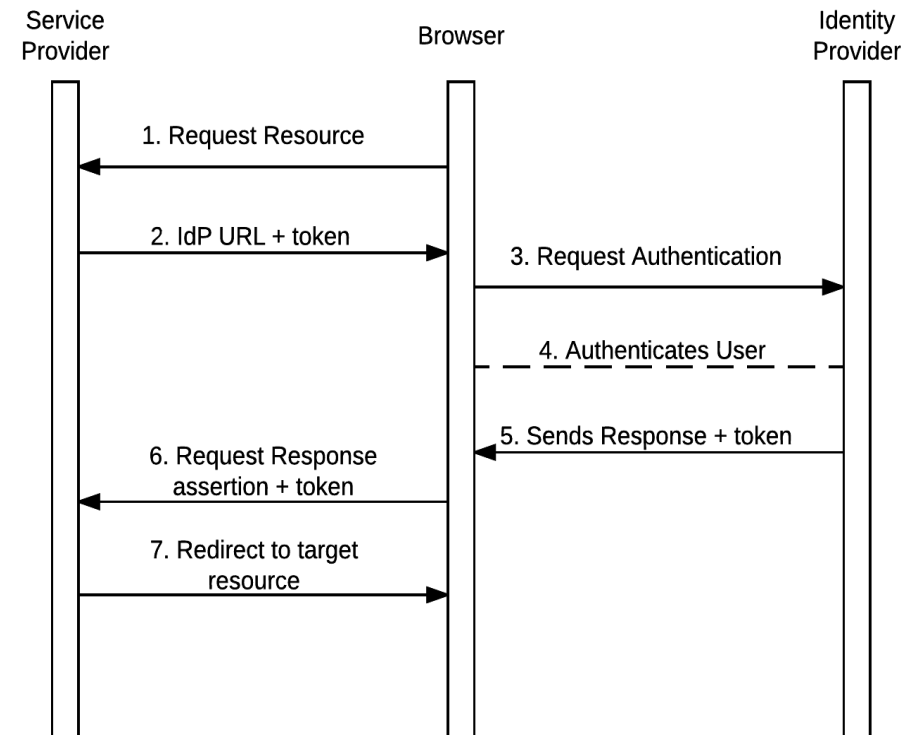 Service
Provider
Browser
Identity
Provider
1. Request Resource
2. IdP URL + token
3. Request Authentication
4. Authenticates User
5. Sends Response + token
6. Request Response
assertion + token
7. Redirect to target
resource